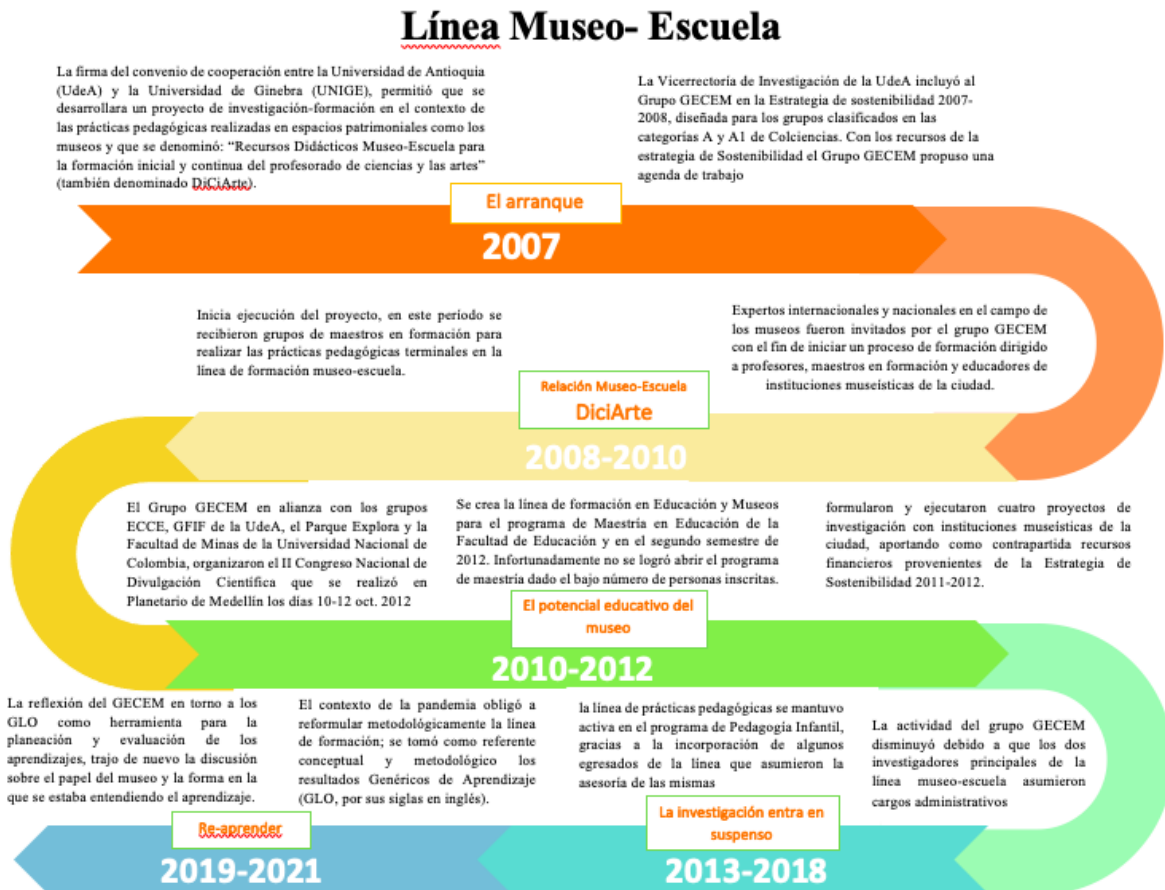 Línea Museo- Escuela
La firma del convenio de cooperación entre la Universidad de Antioquia
(UdeA) y la Universidad de Ginebra (UNIGE), permitió que se
desarrollara un proyecto de investigación-formación en el contexto de
las prácticas pedagógicas realizadas en espacios patrimoniales como los
museos y que se denominó: “Recursos Didácticos Museo-Escuela para
la formación inicial y continua del profesorado de ciencias y las artes”
(también denominado DiCiArte).
La Vicerrectoría de Investigación de la UdeA incluyó al
Grupo GECEM en la Estrategia de sostenibilidad 2007-
2008, diseñada para los grupos clasificados en las
categorías A y A1 de Colciencias. Con los recursos de la
estrategia de Sostenibilidad el Grupo GECEM propuso una
agenda de trabajo
El arranque
2007
Inicia ejecución del proyecto, en este período se
recibieron grupos de maestros en formación para
realizar las prácticas pedagógicas terminales en la
línea de formación museo-escuela.
Expertos internacionales y nacionales en el campo de
los museos fueron invitados por el grupo GECEM
con el fin de iniciar un proceso de formación dirigido
a profesores, maestros en formación y educadores de
instituciones museísticas de la ciudad.
Relación Museo-Escuela
DiciArte
2008-2010
El Grupo GECEM en alianza con los grupos
ECCE, GFIF de la UdeA, el Parque Explora y la
Facultad de Minas de la Universidad Nacional de
Colombia, organizaron el II Congreso Nacional de
Divulgación Científica que se realizó en
Planetario de Medellín los días 10-12 oct. 2012
Se crea la línea de formación en Educación y Museos
para el programa de Maestría en Educación de la
Facultad de Educación y en el segundo semestre de
2012. Infortunadamente no se logró abrir el programa
de maestría dado el bajo número de personas inscritas.
formularon y ejecutaron cuatro proyectos de
investigación con instituciones museísticas de la
ciudad, aportando como contrapartida recursos
financieros provenientes de la Estrategia de
Sostenibilidad 2011-2012.
El potencial educativo del
museo
2010-2012
La reflexión del GECEM en torno a los
GLO como herramienta para la
planeación y evaluación de los
aprendizajes, trajo de nuevo la discusión
sobre el papel del museo y la forma en la
que se estaba entendiendo el aprendizaje.
El contexto de la pandemia obligó a
reformular metodológicamente la línea
de formación; se tomó como referente
conceptual y metodológico los
resultados Genéricos de Aprendizaje
(GLO, por sus siglas en inglés).
la línea de prácticas pedagógicas se mantuvo
activa en el programa de Pedagogía Infantil,
gracias a la incorporación de algunos
egresados de la línea que asumieron la
asesoría de las mismas
La actividad del grupo GECEM
disminuyó debido a que los dos
investigadores principales de la
línea museo-escuela asumieron
cargos administrativos
Re-aprender
2019-2021
La investigación entra en
suspenso
2013-2018